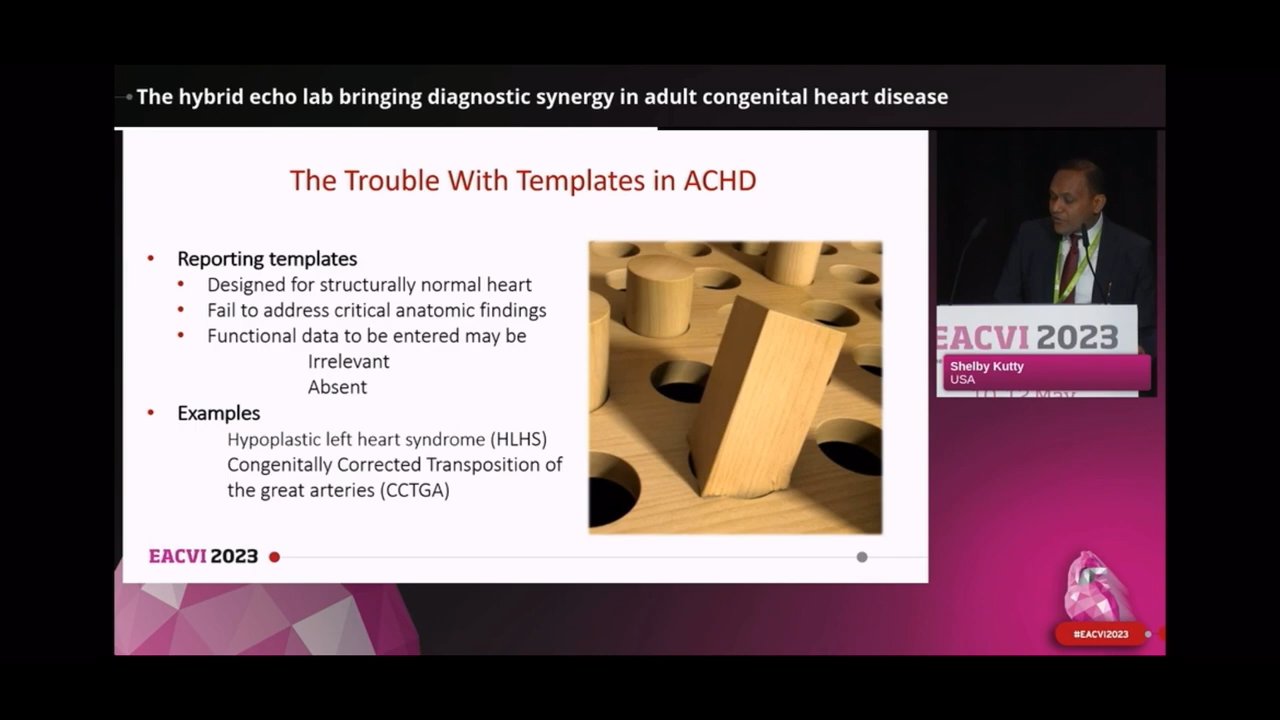 The hybrid echo lab bringing diagnostic synergy in adult congenital heart disease
The Trouble With Templates in ACHD
• Reporting templates
• Designed for structurally normal heart
• Fail to address critical anatomic findings
• Functional data to be entered may be
Irrelevant
Absent
• Examples
Hypoplastic left heart syndrome (HLHS)
Congenitally Corrected Transposition of
the great arteries (CCTGA)
EACVI 2023
EACVI 2023
Shelby Kutty
USA
#EACVI2023